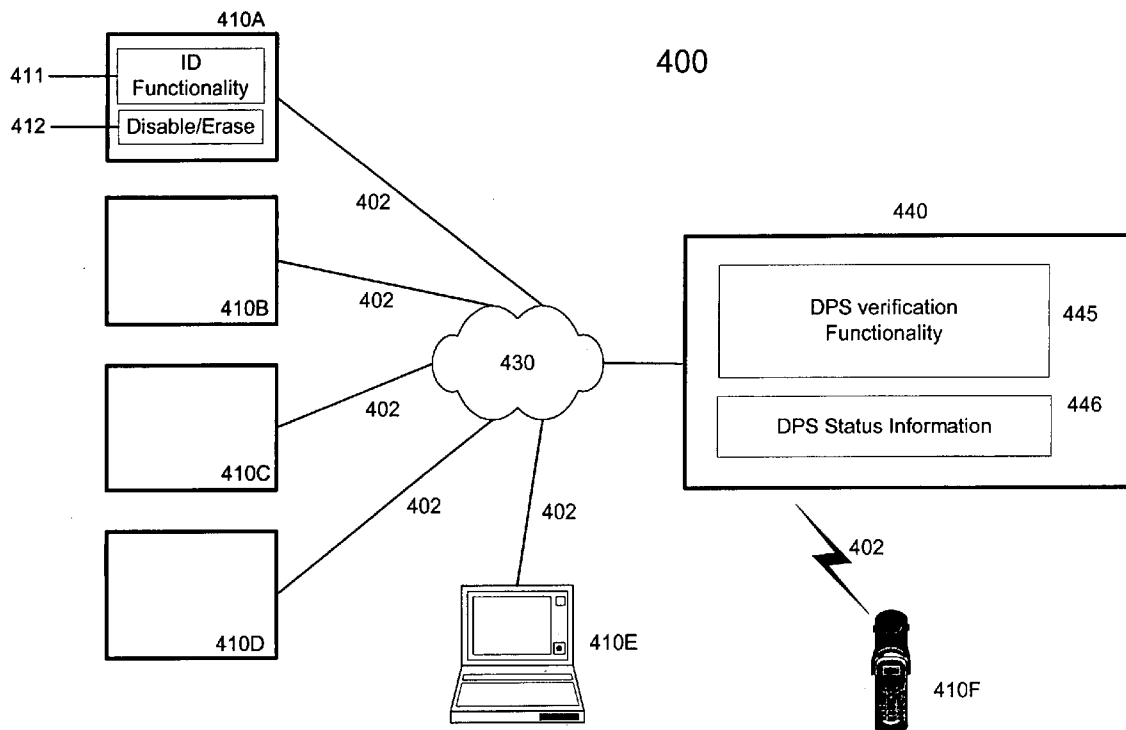 410A
400
ID
Functionality
411
412
Disable/Erase
402
440
410B
402
DPS verification
Functionality
445
430
446
DPS Status Information
402
410C
402
402
402
410D
410E
410F